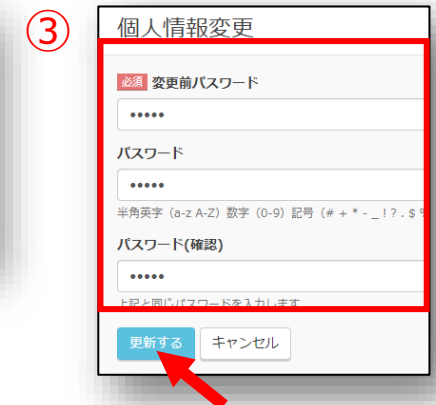 ③
個人情報変更
必須 変更前パスワード
•••••
パスワード
•••••
半角英字（a-z A-Z）数字（0-9）記号（# + * - _ ! ? . $
パスワード(確認)
•••••
上記と同じパスワードを入力します
更新する キャンセル